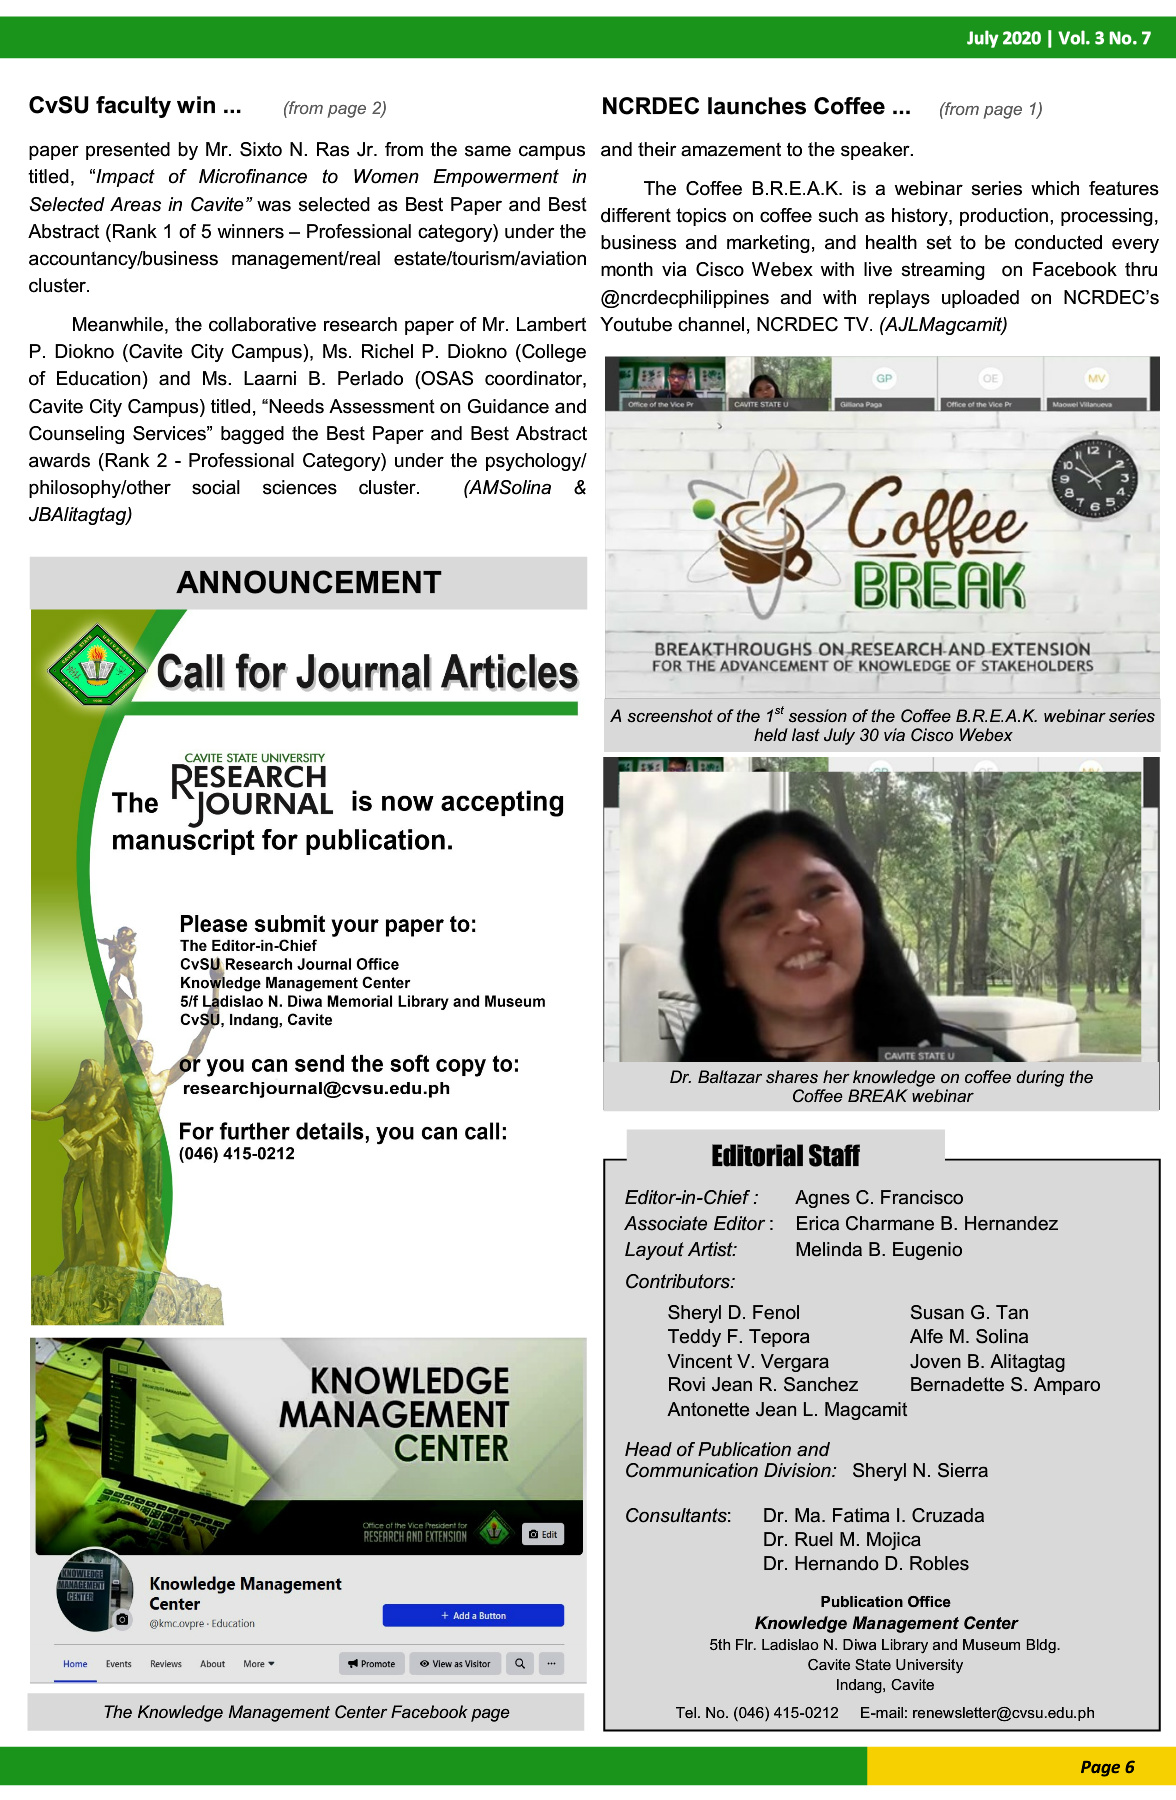 July 2020 | Vol. 3 No. 7
CvSU faculty win ... (from page 2)
paper presented by Mr. Sixto N. Ras Jr. from the same campus
titled, “Impact of Microfinance to Women Empowerment in
Selected Areas in Cavite” was selected as Best Paper and Best
Abstract (Rank 1 of 5 winners – Professional category) under the
accountancy/business management/real estate/tourism/aviation
cluster.
Meanwhile, the collaborative research paper of Mr. Lambert
P. Diokno (Cavite City Campus), Ms. Richel P. Diokno (College
of Education) and Ms. Laarni B. Perlado (OSAS coordinator,
Cavite City Campus) titled, “Needs Assessment on Guidance and
Counseling Services” bagged the Best Paper and Best Abstract
awards (Rank 2 - Professional Category) under the psychology/
philosophy/other social sciences cluster. (AMSolina &
JBAlitagtag)
ANNOUNCEMENT
Call for Journal Articles
CAVITE STATE UNIVERSITY
The RESEARCH JOURNAL is now accepting
manuscript for publication.
Please submit your paper to:
The Editor-in-Chief
CvSU Research Journal Office
Knowledge Management Center
5/f Ladislao N. Diwa Memorial Library and Museum
CvSU, Indang, Cavite
or you can send the soft copy to:
researchjournal@cvsu.edu.ph
For further details, you can call:
(046) 415-0212
KNOWLEDGE
MANAGEMENT
CENTER
Office of the Vice President for
RESEARCH AND EXTENSION
Edit
KNOWLEDGE
MANAGEMENT
CENTER
Knowledge Management
Center
@kmc.ovpre · Education
+ Add a Button
Home Events Reviews About More
Promote View as Visitor ...
The Knowledge Management Center Facebook page
NCRDEC launches Coffee ... (from page 1)
and their amazement to the speaker.
The Coffee B.R.E.A.K. is a webinar series which features
different topics on coffee such as history, production, processing,
business and marketing, and health set to be conducted every
month via Cisco Webex with live streaming on Facebook thru
@ncrdecphilippines and with replays uploaded on NCRDEC’s
Youtube channel, NCRDEC TV. (AJLMagcamit)
GP OE MV
Office of the Vice Pr CAVITE STATE U Gilliana Paga Office of the Vice Pr Maowel Villanueva
Coffee
BREAK
BREAKTHROUGHS ON RESEARCH AND EXTENSION
FOR THE ADVANCEMENT OF KNOWLEDGE OF STAKEHOLDERS
A screenshot of the 1st session of the Coffee B.R.E.A.K. webinar series
held last July 30 via Cisco Webex
CAVITE STATE U
Dr. Baltazar shares her knowledge on coffee during the
Coffee BREAK webinar
Editorial Staff
Editor-in-Chief : Agnes C. Francisco
Associate Editor : Erica Charmane B. Hernandez
Layout Artist: Melinda B. Eugenio
Contributors:
Sheryl D. Fenol Susan G. Tan
Teddy F. Tepora Alfe M. Solina
Vincent V. Vergara Joven B. Alitagtag
Rovi Jean R. Sanchez Bernadette S. Amparo
Antonette Jean L. Magcamit
Head of Publication and
Communication Division: Sheryl N. Sierra
Consultants: Dr. Ma. Fatima I. Cruzada
Dr. Ruel M. Mojica
Dr. Hernando D. Robles
Publication Office
Knowledge Management Center
5th Flr. Ladislao N. Diwa Library and Museum Bldg.
Cavite State University
Indang, Cavite
Tel. No. (046) 415-0212 E-mail: renewsletter@cvsu.edu.ph
Page 6